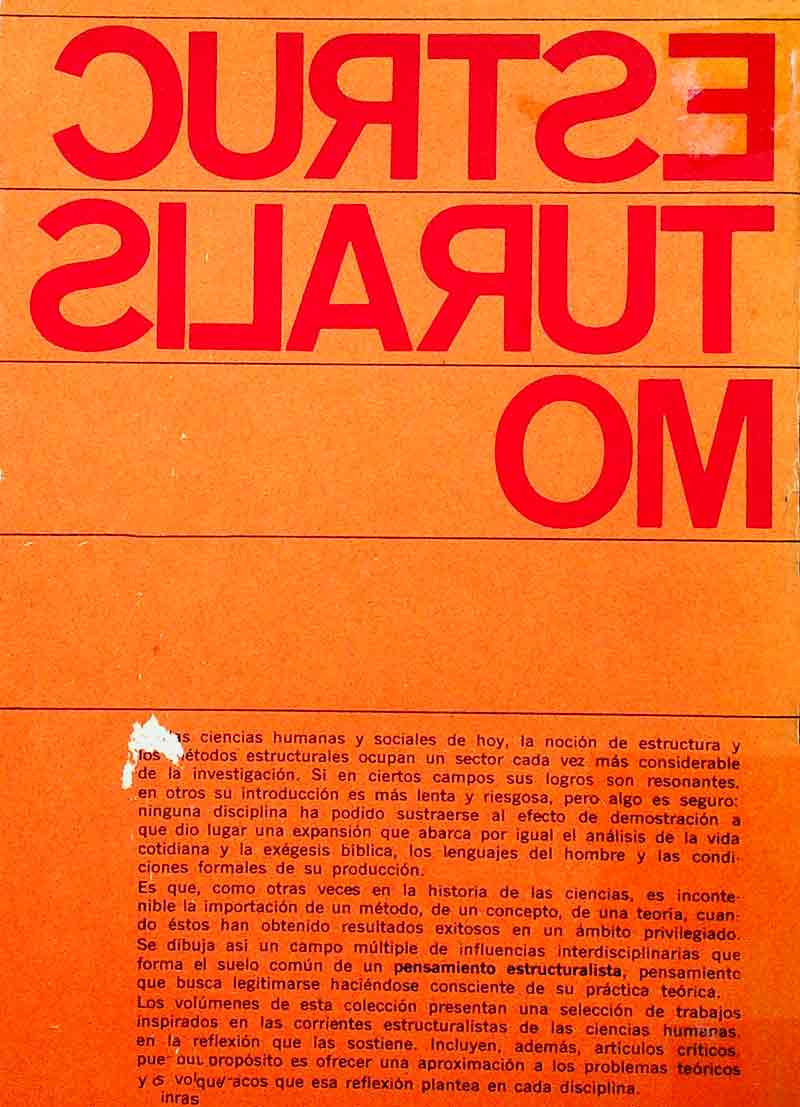 ESTRUC
TURALIS
MO
as ciencias humanas y sociales de hoy, la noción de estructura y
los métodos estructurales ocupan un sector cada vez más considerable
de la investigación. Si en ciertos campos sus logros son resonantes,
en otros su introducción es más lenta y riesgosa, pero algo es seguro:
ninguna disciplina ha podido sustraerse al efecto de demostración a
que dio lugar una expansión que abarca por igual el análisis de la vida
cotidiana y la exégesis bíblica, los lenguajes del hombre y las condi-
ciones formales de su producción.
Es que, como otras veces en la historia de las ciencias, es inconte-
nible la importación de un método, de un concepto, de una teoría, cuan-
do éstos han obtenido resultados exitosos en un ámbito privilegiado.
Se dibuja así un campo múltiple de influencias interdisciplinarias que
forma el suelo común de un pensamiento estructuralista, pensamiento
que busca legitimarse haciéndose consciente de su práctica teórica.
Los volúmenes de esta colección presentan una selección de trabajos
inspirados en las corrientes estructuralistas de las ciencias humanas,
en la reflexión que las sostiene. Incluyen, además, artículos críticos,
propósito es ofrecer una aproximación a los problemas teóricos
y que esa reflexión plantea en cada disciplina.